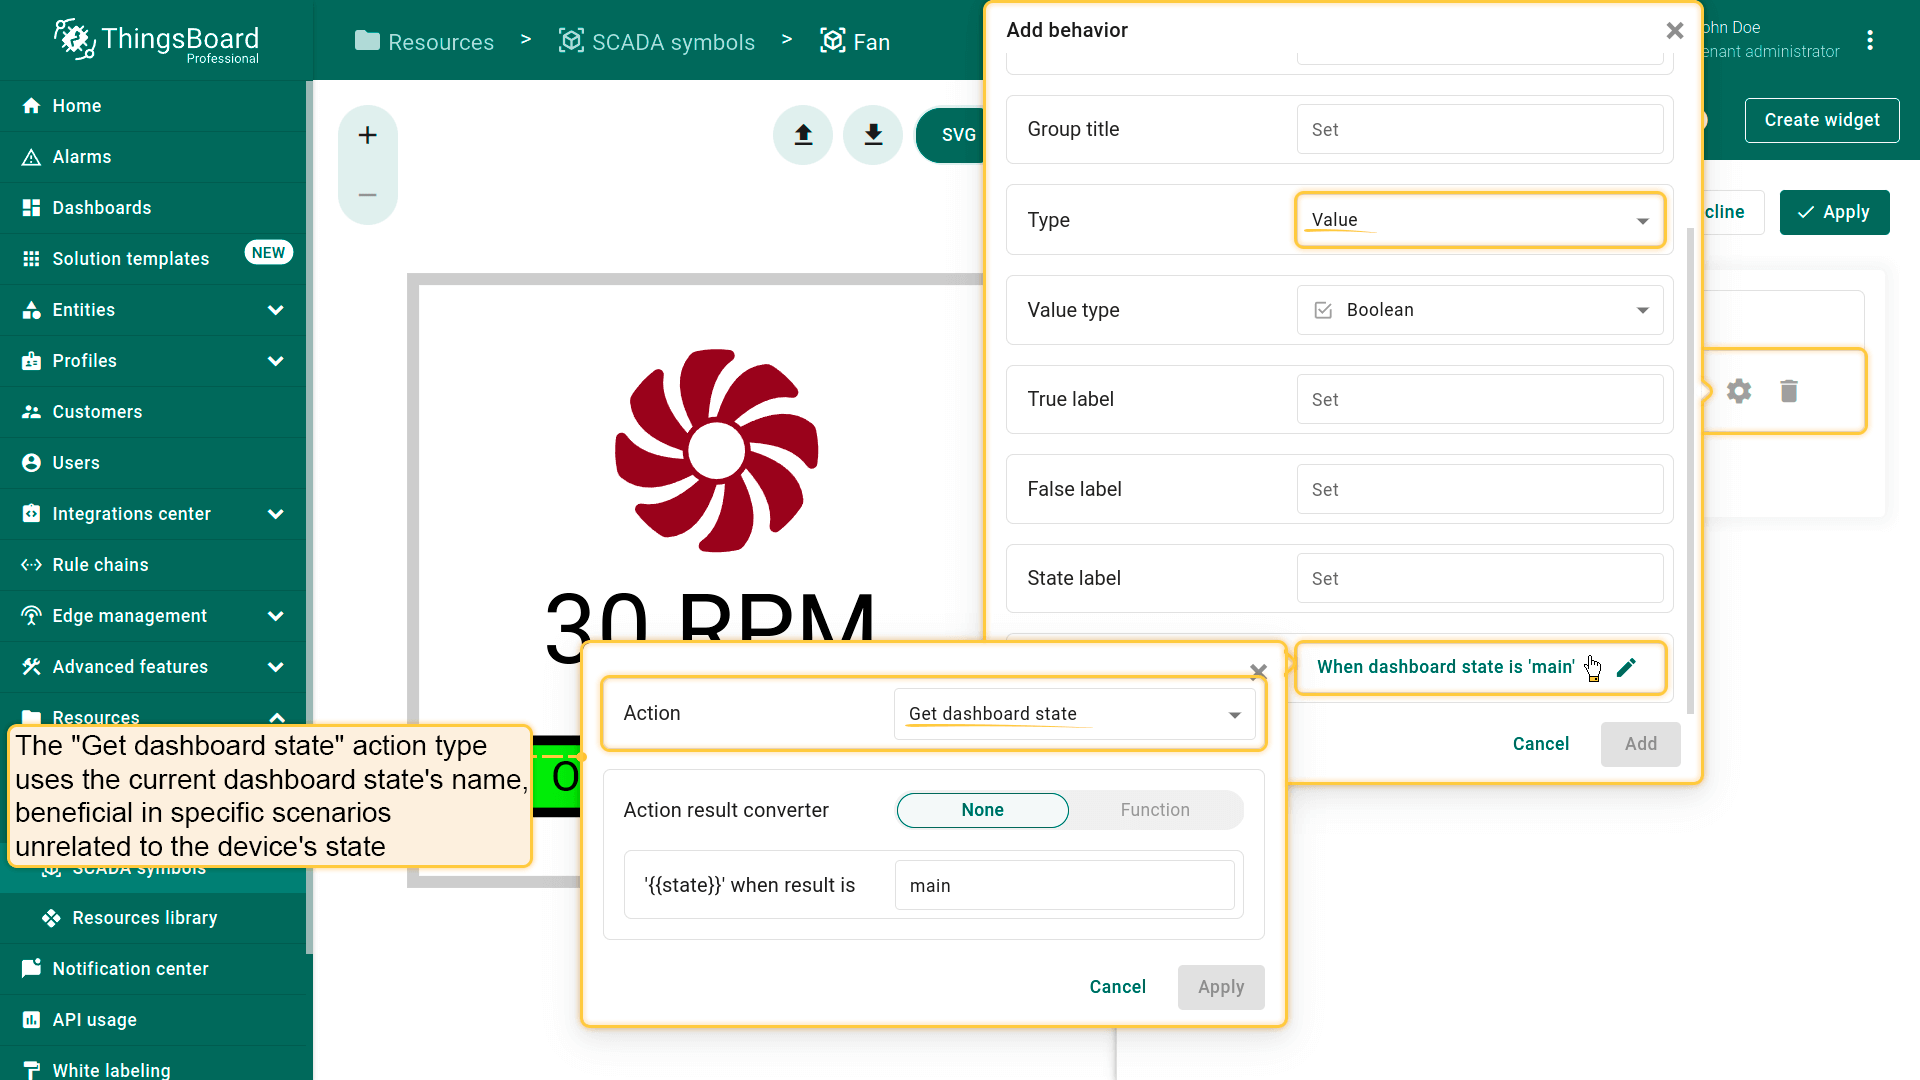 ThingsBoard
Professional
Resources > SCADA symbols > Fan
Add behavior
John Doe
enant administrator
Home
Alarms
Dashboards
Solution templates NEW
Entities
Profiles
Customers
Users
Integrations center
Rule chains
Edge management
Advanced features
Resources
SCADA symbols
Resources library
Notification center
API usage
White labeling
SVG
Create widget
cline
Apply
Group title Set
Type Value
Value type Boolean
True label Set
False label Set
State label Set
When dashboard state is 'main'
Cancel Add
30 RPM
O
The "Get dashboard state" action type
uses the current dashboard state's name,
beneficial in specific scenarios
unrelated to the device's state
Action Get dashboard state
Action result converter None Function
'{{state}}' when result is main
Cancel Apply